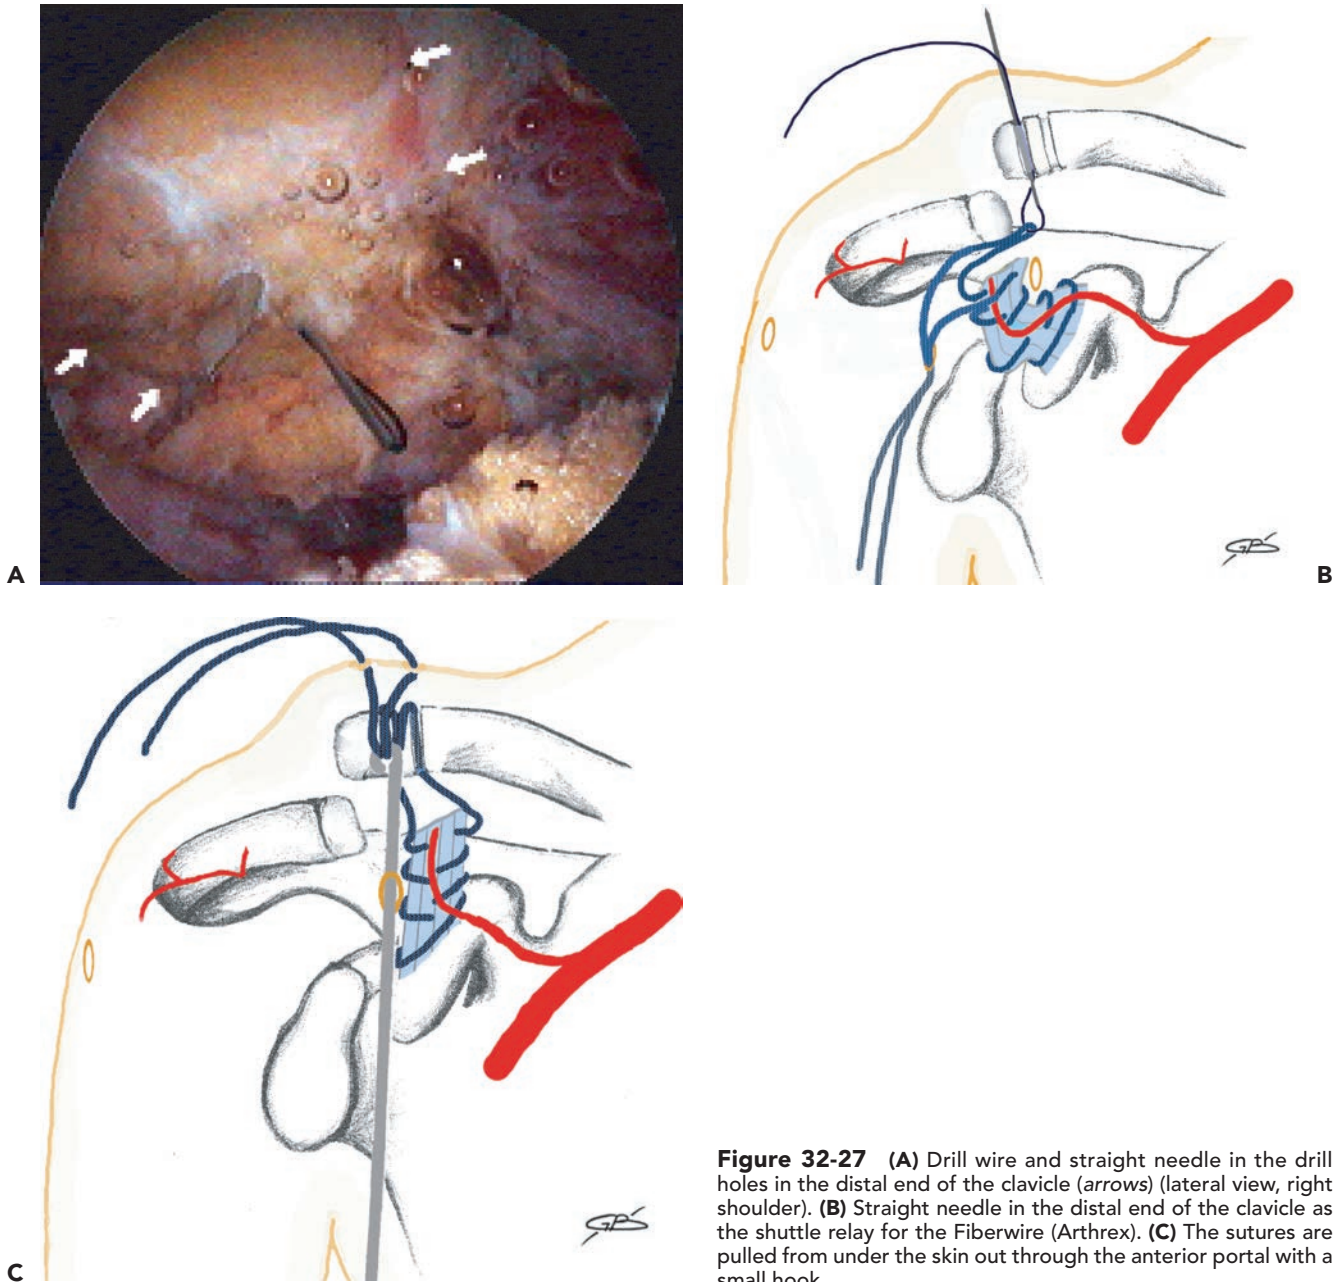 A
B
C
Figure 32-27 (A) Drill wire and straight needle in the drill
holes in the distal end of the clavicle (arrows) (lateral view, right
shoulder). (B) Straight needle in the distal end of the clavicle as
the shuttle relay for the Fiberwire (Arthrex). (C) The sutures are
pulled from under the skin out through the anterior portal with a
small hook